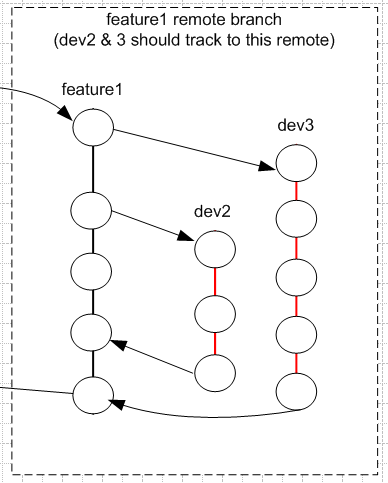 feature1 remote branch
(dev2 & 3 should track to this remote)
feature1
dev3
dev2